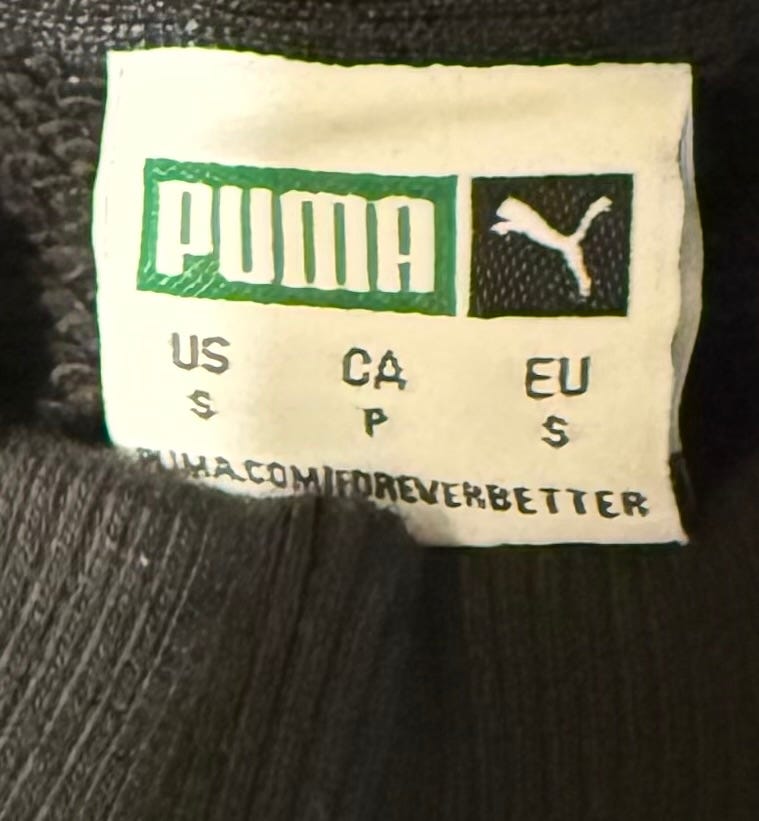 PUMA
US CA EU
S P S
PUMA.COM/FOREVERBETTER